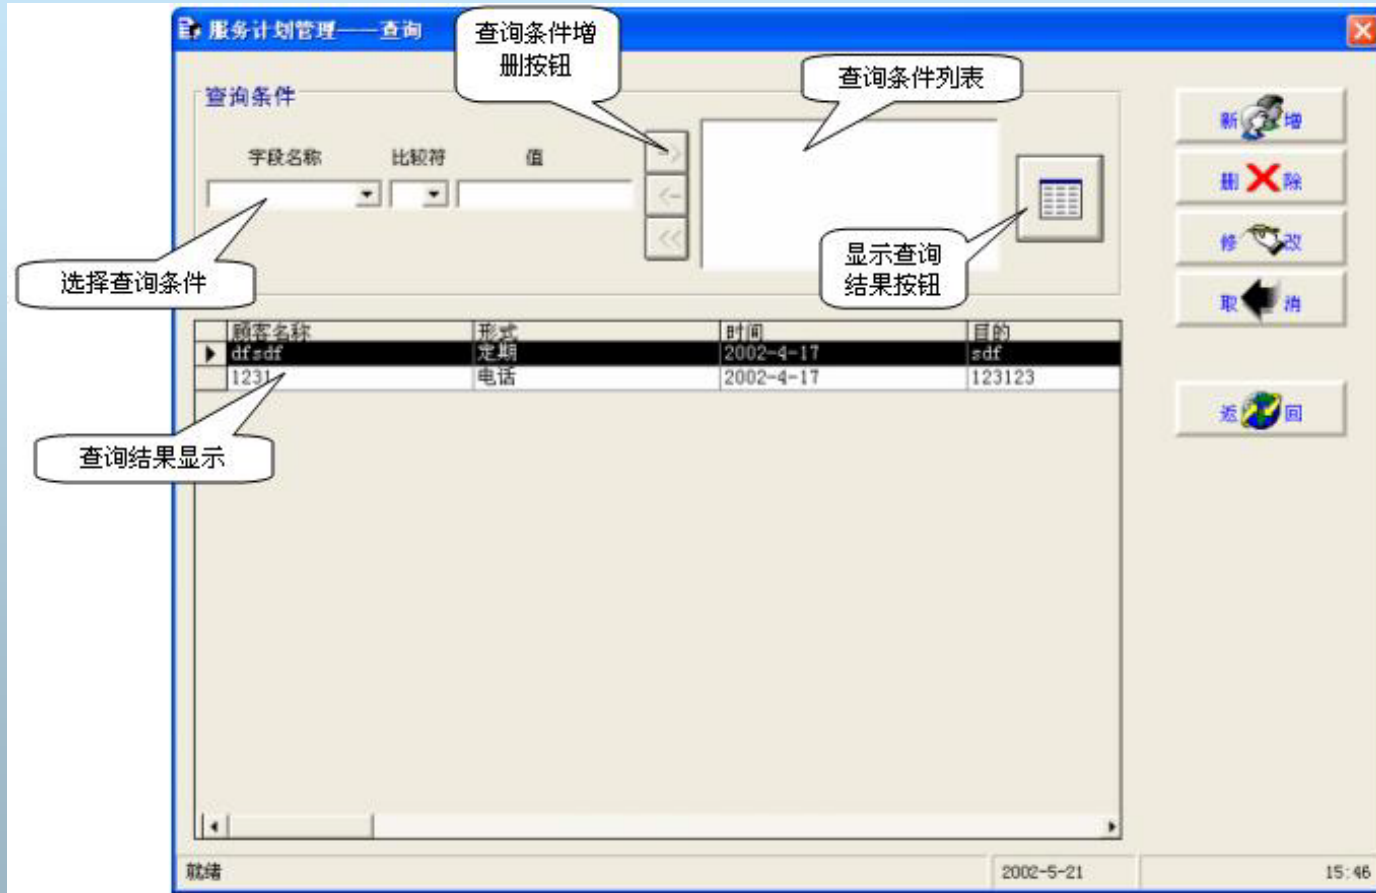 服务计划管理——查询
查询条件增
删按钮
查询条件列表
查询条件
字段名称 比较符 值
->
<-
<<
显示查询
结果按钮
选择查询条件
新增
删除
修改
取消
返回
顾客名称 形式 时间 目的
dfsdf 定期 2002-4-17 sdf
1231 电话 2002-4-17 123123
查询结果显示
就绪 2002-5-21 15:46